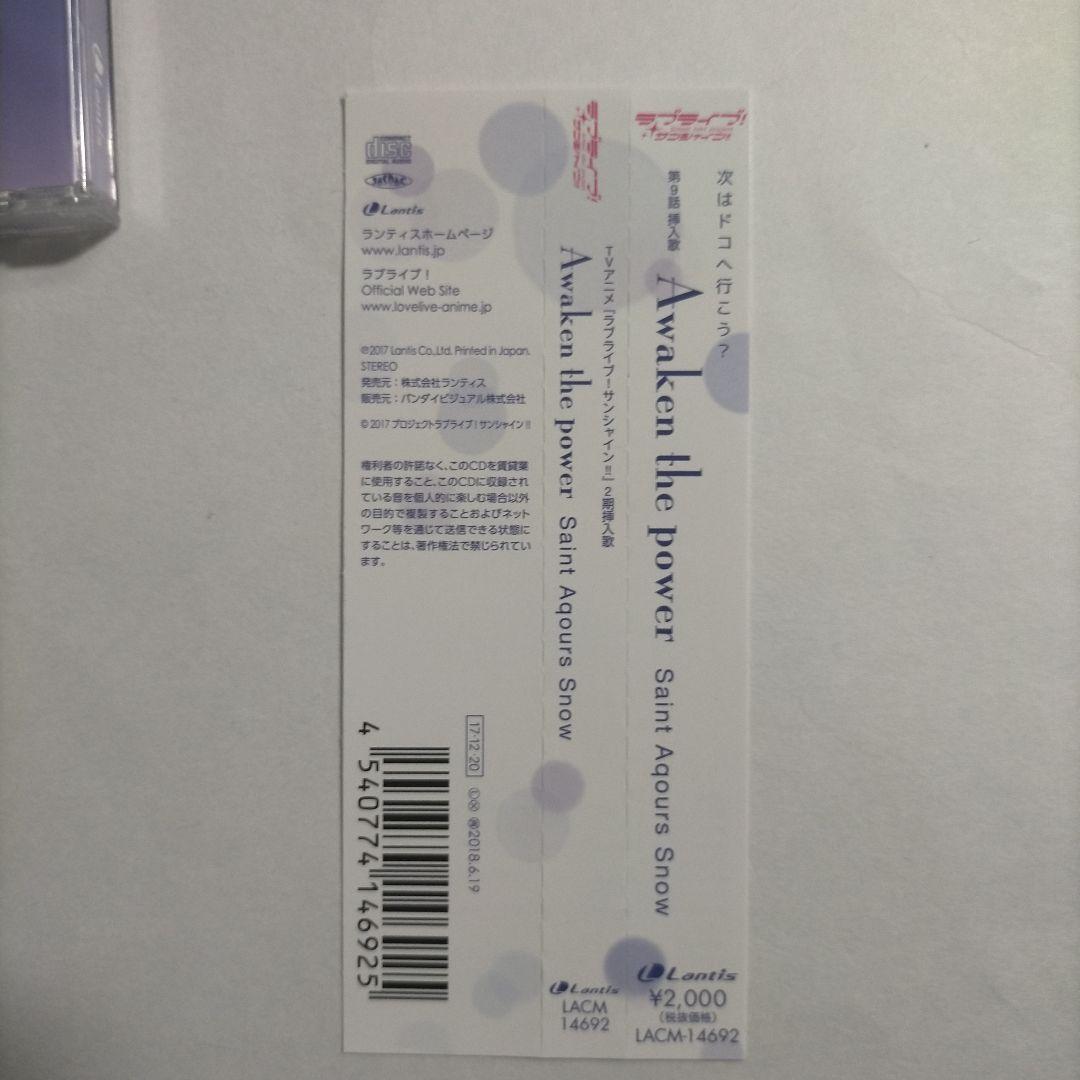 ラブライブ!
サンシャイン!!
次はドコへ行こう?
第9話 挿入歌
Awaken the power Saint Aqours Snow
Lantis
¥2,000
(税抜価格)
LACM-14692
ラブライブ!
サンシャイン!!
TVアニメ『ラブライブ!サンシャイン!!』2期挿入歌
Awaken the power Saint Aqours Snow
Lantis
LACM
14692
COMPACT
disc
DIGITAL AUDIO
Lantis
ランティスホームページ
www.lantis.jp
ラブライブ!
Official Web Site
www.lovelive-anime.jp
℗2017 Lantis Co.,Ltd. Printed in Japan.
STEREO
発売元:株式会社ランティス
販売元:バンダイビジュアル株式会社
© 2017 プロジェクトラブライブ!サンシャイン!!
権利者の許諾なく、このCDを賃貸業
に使用すること、このCDに収録され
ている音を個人的に楽しむ場合以外
の目的で複製することおよびネット
ワーク等を通じて送信できる状態に
することは、著作権法で禁じられてい
ます。
17・12・20
2018.6.19
4 540774 146925
Lantis